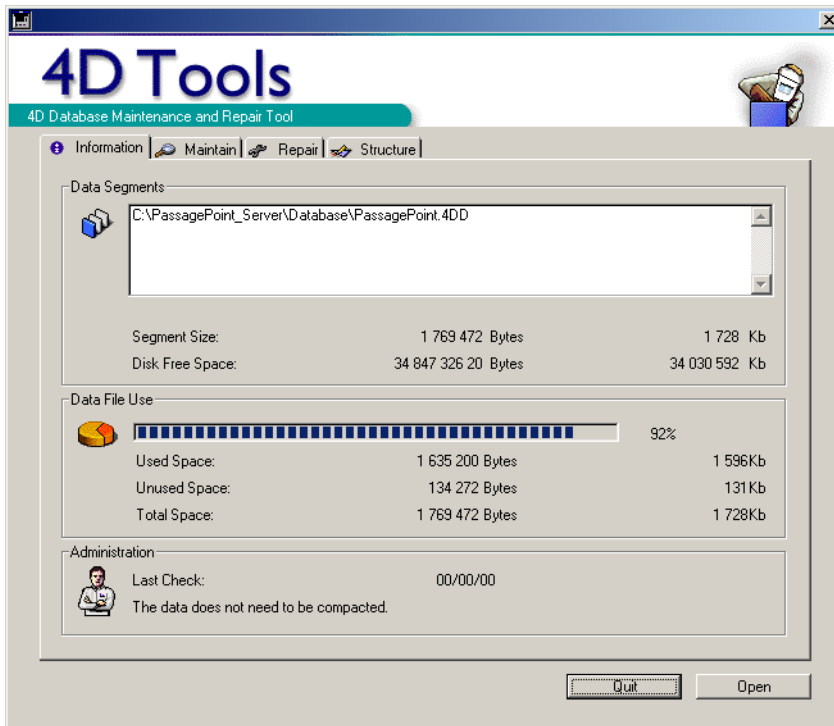 4D Tools
4D Database Maintenance and Repair Tool
Information Maintain Repair Structure
Data Segments
C:\PassagePoint_Server\Database\PassagePoint.4DD
Segment Size: 1 769 472 Bytes 1 728 Kb
Disk Free Space: 34 847 326 20 Bytes 34 030 592 Kb
Data File Use
92%
Used Space: 1 635 200 Bytes 1 596Kb
Unused Space: 134 272 Bytes 131Kb
Total Space: 1 769 472 Bytes 1 728Kb
Administration
Last Check: 00/00/00
The data does not need to be compacted.
Quit Open